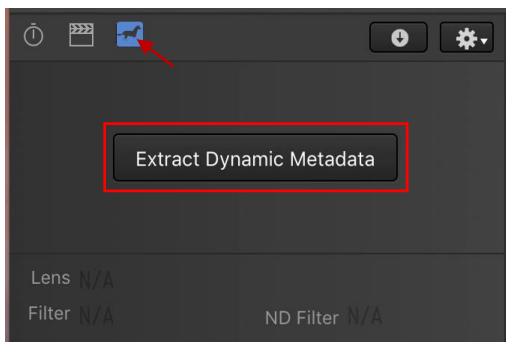 Extract Dynamic Metadata
Lens N/A
Filter N/A
ND Filter N/A